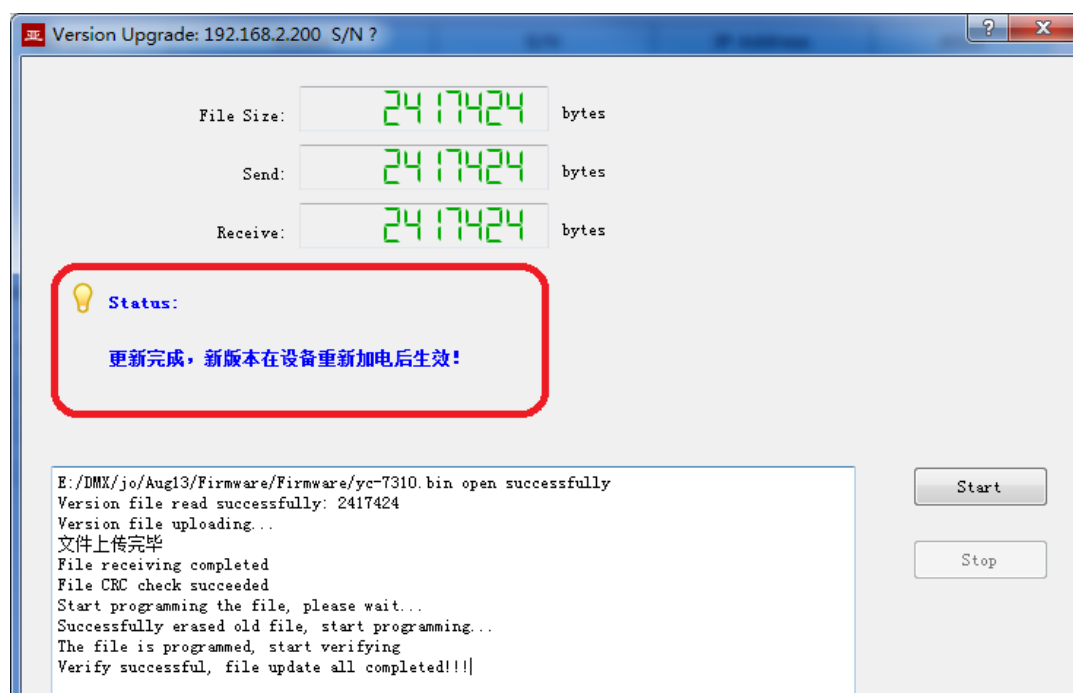 亚 Version Upgrade: 192.168.2.200 S/N ?
?
X
File Size: 2417424 bytes
Send: 2417424 bytes
Receive: 2417424 bytes
Status:
更新完成，新版本在设备重新加电后生效！
E:/DMX/jo/Aug13/Firmware/Firmware/yc-7310.bin open successfully
Version file read successfully: 2417424
Version file uploading...
文件上传完毕
File receiving completed
File CRC check succeeded
Start programming the file, please wait...
Successfully erased old file, start programming...
The file is programmed, start verifying
Verify successful, file update all completed!!!
Start
Stop